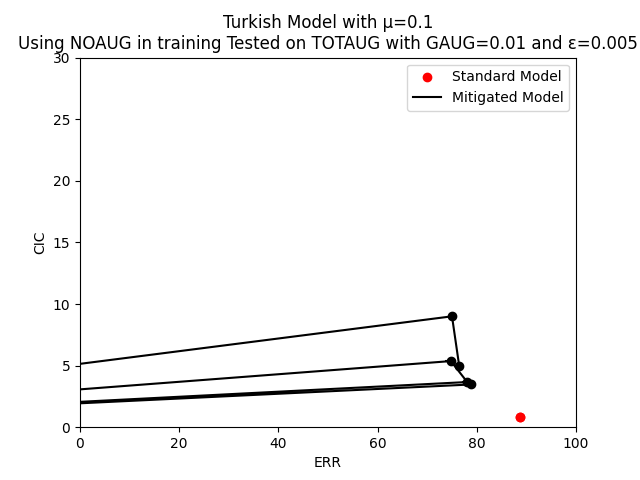 Turkish Model with μ=0.1
Using NOAUG in training Tested on TOTAUG with GAUG=0.01 and ε=0.005
30
25
20
15
10
5
0
CIC
Standard Model
Mitigated Model
0 20 40 60 80 100
ERR